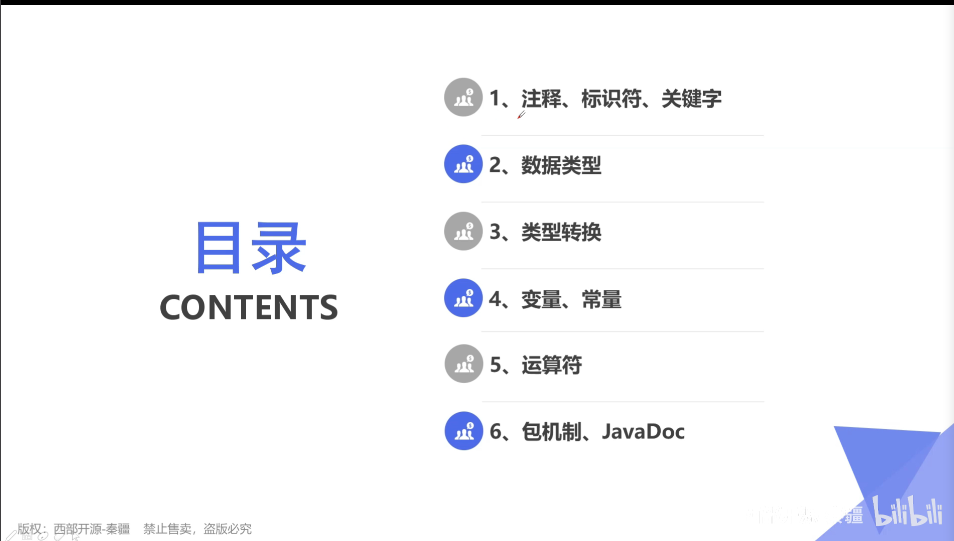 目录
CONTENTS
1、注释、标识符、关键字
2、数据类型
3、类型转换
4、变量、常量
5、运算符
6、包机制、JavaDoc
版权：西部开源-秦疆 禁止售卖，盗版必究
bilibili